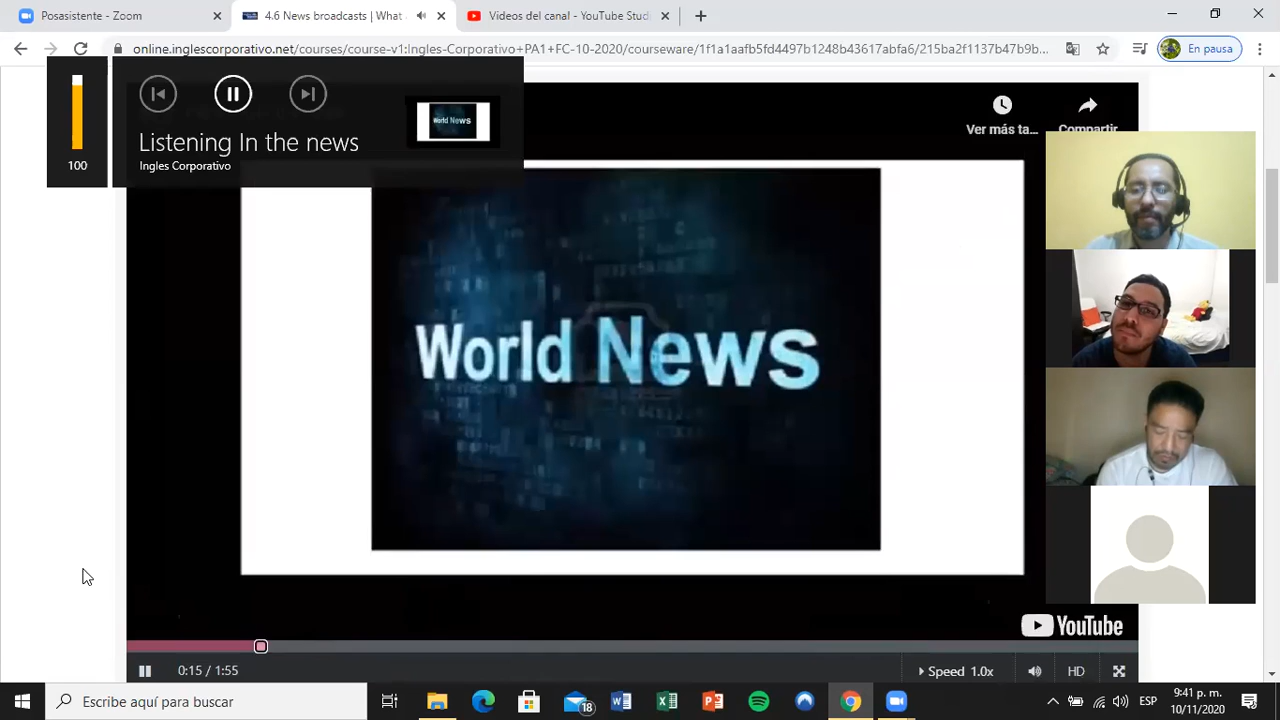 Posasistente - Zoom
4.6 News broadcasts | What
Videos del canal - YouTube Stud
online.inglescorporativo.net/courses/course-v1:Ingles-Corporativo+PA1+FC-10-2020/courseware/1f1a1aafb5fd4497b1248b43617abfa6/215ba2f1137b47b9b...
En pausa
100
Listening In the news
Ingles Corporativo
World News
Ver más ta...
Compartir
World News
YouTube
0:15 / 1:55
Speed 1.0x
HD
Escribe aquí para buscar
18
ESP
9:41 p. m.
10/11/2020